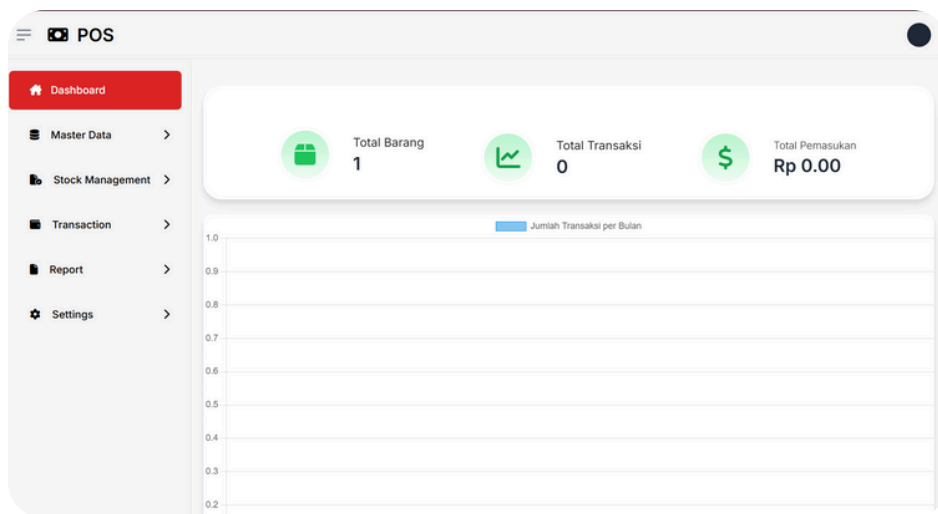 POS
Dashboard
Master Data
Stock Management
Transaction
Report
Settings
Total Barang
1
Total Transaksi
0
Total Pemasukan
Rp 0.00
Jumlah Transaksi per Bulan
1.0
0.9
0.8
0.7
0.6
0.5
0.4
0.3
0.2